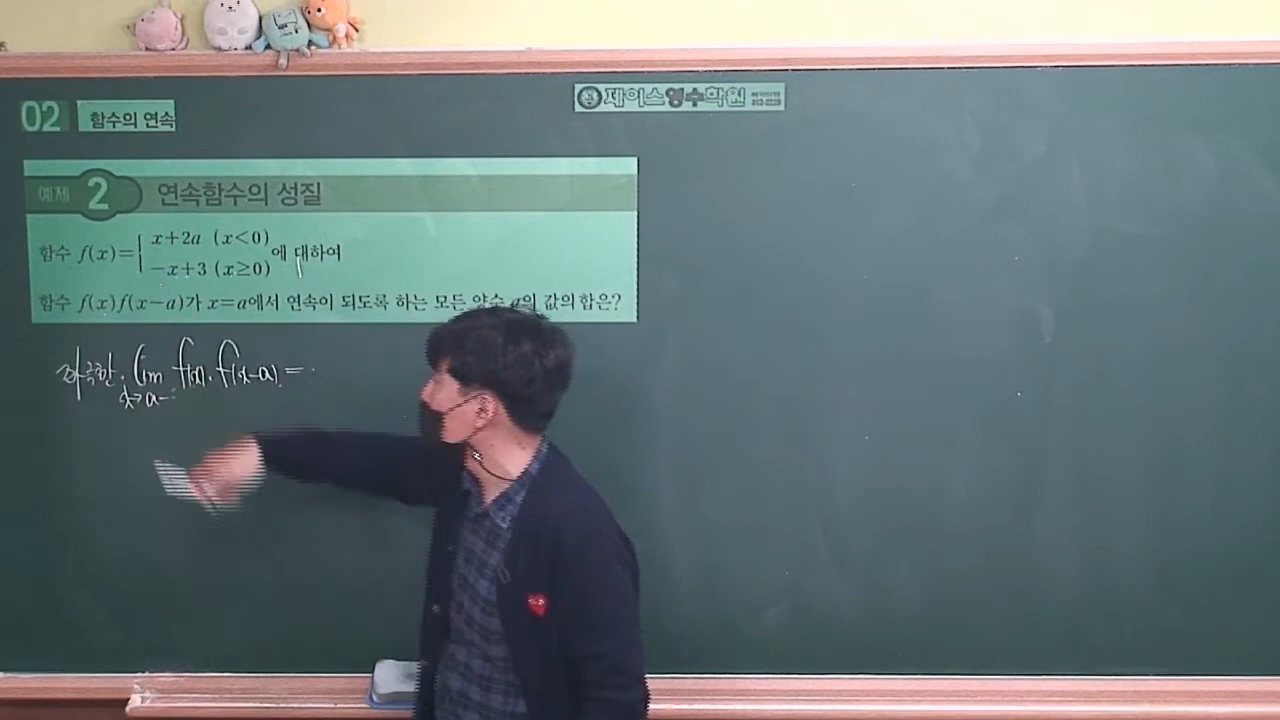 02 함수의 연속
제이스영수학원
예제 2 연속함수의 성질
함수 f(x)={ x+2a (x<0)
-x+3 (x≥0) 에 대하여
함수 f(x)f(x-a)가 x=a에서 연속이 되도록 하는 모든 양수 a의 값의 합은?
좌극한. lim f(x). f(x-a) =
x→a-